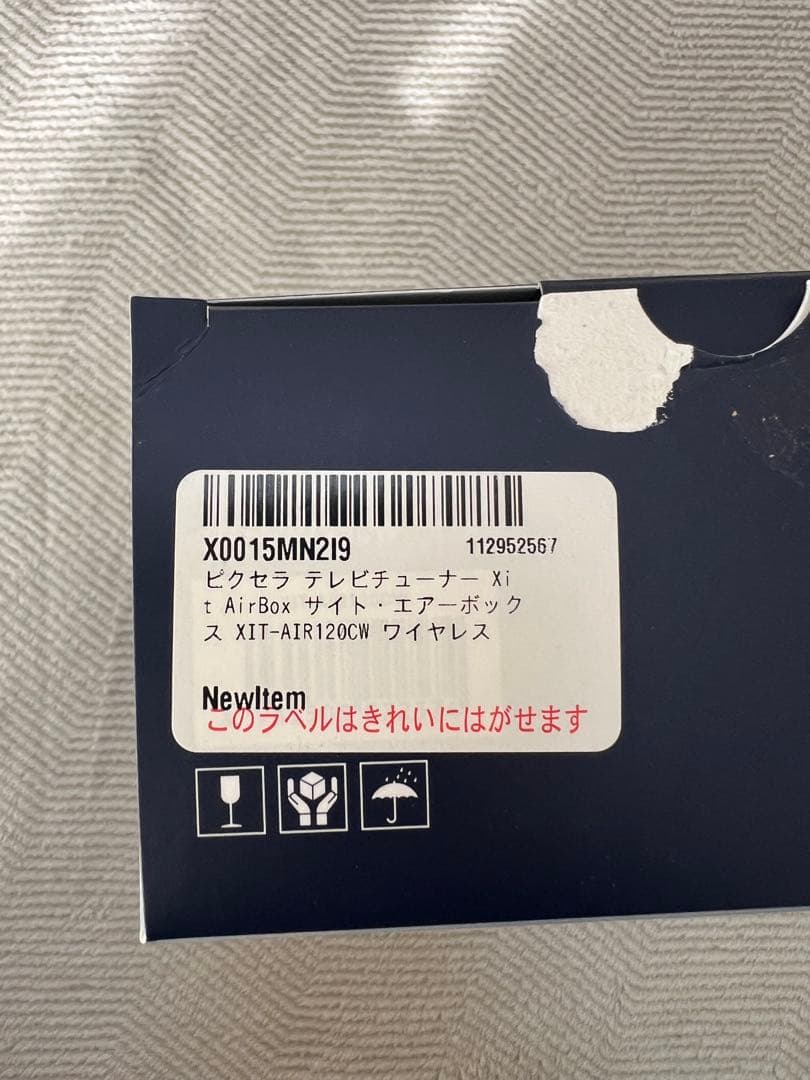 X0015MN2I9 112952567
ピクセラ テレビチューナー Xi
t AirBox サイト・エアーボック
ス XIT-AIR120CW ワイヤレス
NewItem
このラベルはきれいにはがせます